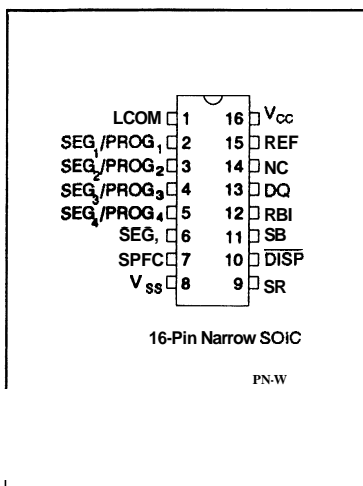 LCOM 1 16 VCC
SEG1/PROG1 2 15 REF
SEG2/PROG2 3 14 NC
SEG3/PROG3 4 13 DQ
SEG4/PROG4 5 12 RBI
SEG, 6 11 SB
SPFC 7 10 DISP
VSS 8 9 SR
16-Pin Narrow SOIC
PN-W